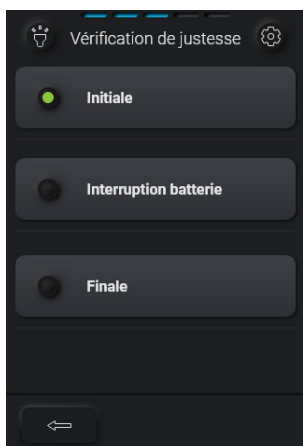 Vérification de justesse
Initiale
Interruption batterie
Finale